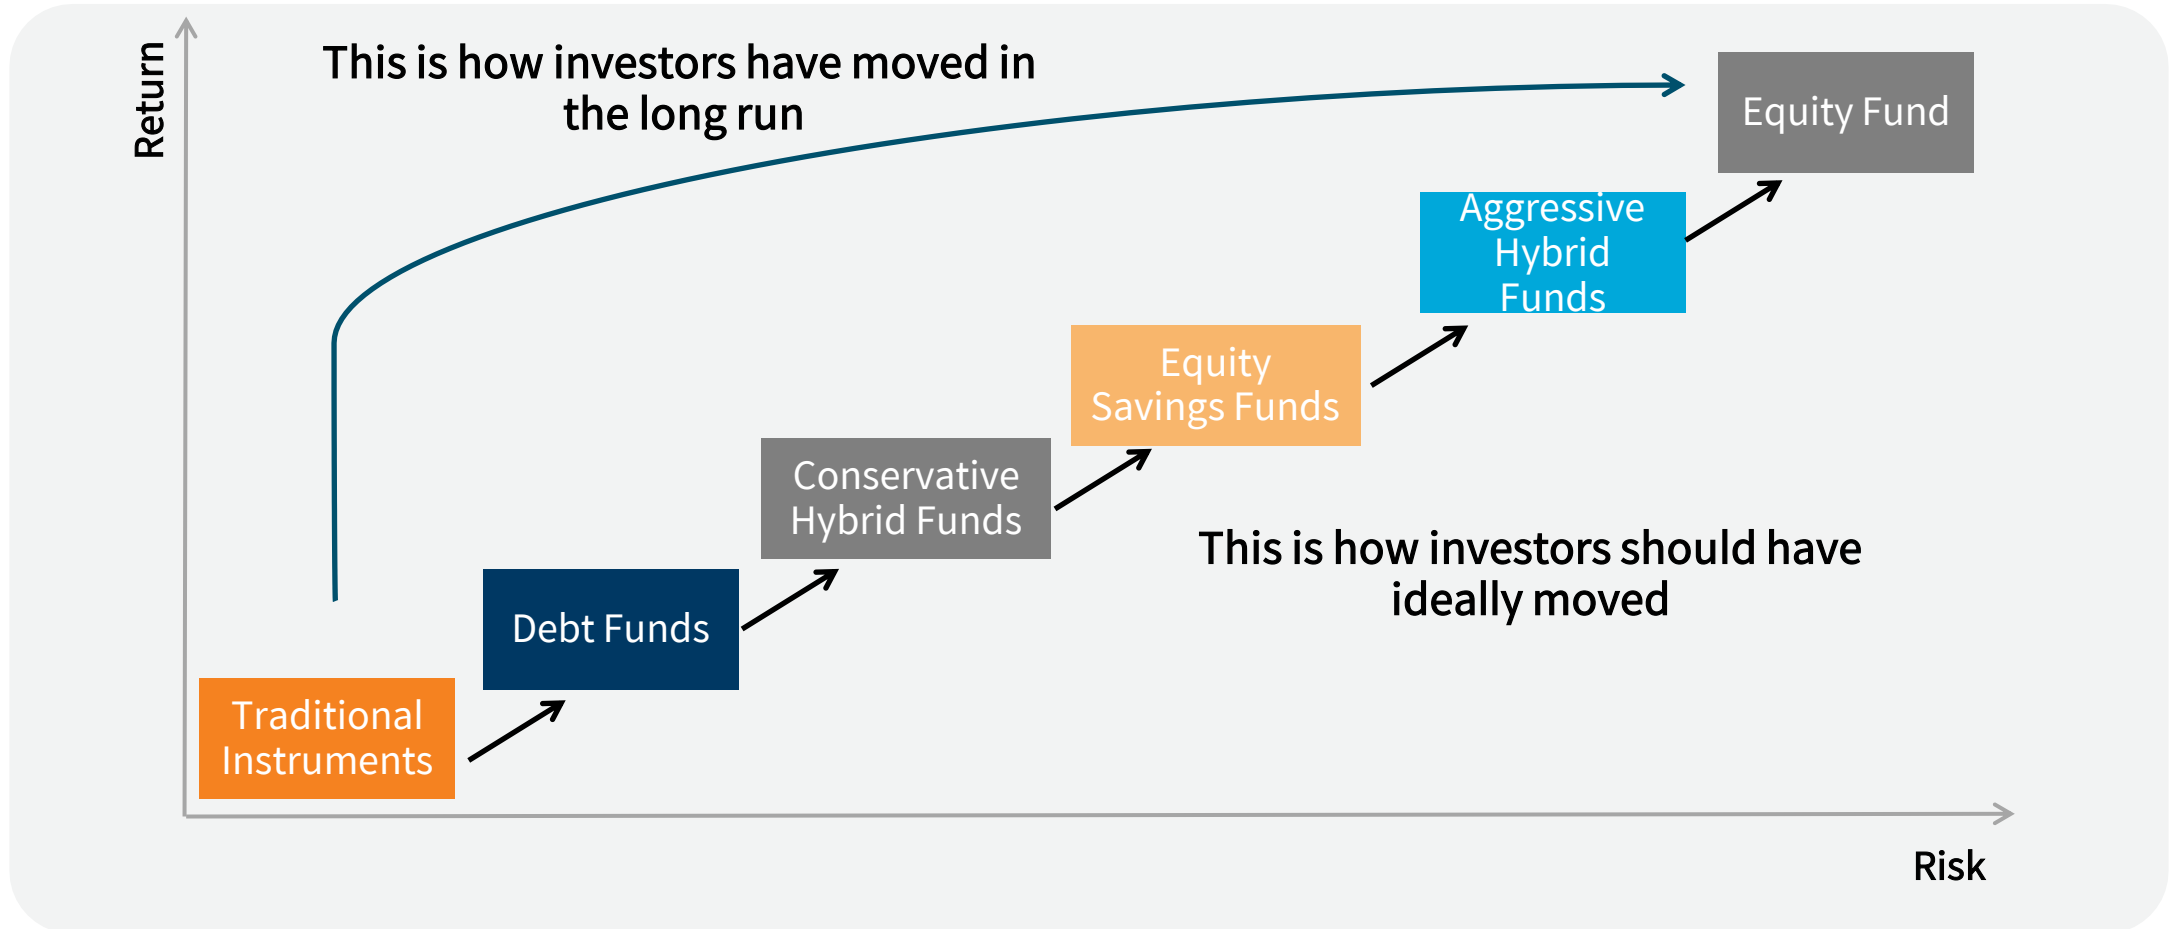 Return
This is how investors have moved in
the long run
Equity Fund
Aggressive
Hybrid
Funds
Equity
Savings Funds
Conservative
Hybrid Funds
This is how investors should have
ideally moved
Debt Funds
Traditional
Instruments
Risk